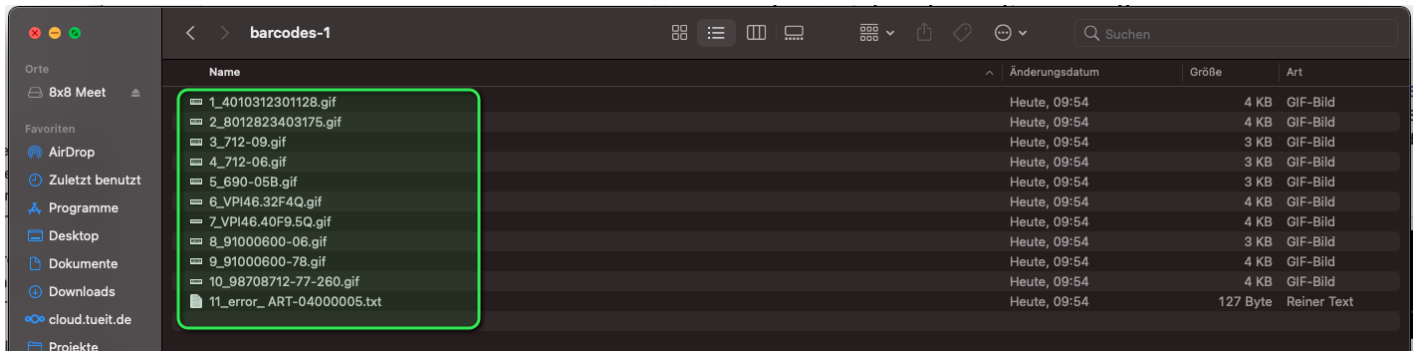 barcodes-1
Suchen
Orte
8x8 Meet
Favoriten
AirDrop
Zuletzt benutzt
Programme
Desktop
Dokumente
Downloads
cloud.tueit.de
Projekte
Name Änderungsdatum Größe Art
1_4010312301128.gif Heute, 09:54 4 KB GIF-Bild
2_8012823403175.gif Heute, 09:54 4 KB GIF-Bild
3_712-09.gif Heute, 09:54 3 KB GIF-Bild
4_712-06.gif Heute, 09:54 3 KB GIF-Bild
5_690-05B.gif Heute, 09:54 3 KB GIF-Bild
6_VPI46.32F4Q.gif Heute, 09:54 4 KB GIF-Bild
7_VPI46.40F9.5Q.gif Heute, 09:54 4 KB GIF-Bild
8_91000600-06.gif Heute, 09:54 3 KB GIF-Bild
9_91000600-78.gif Heute, 09:54 4 KB GIF-Bild
10_98708712-77-260.gif Heute, 09:54 4 KB GIF-Bild
11_error_ ART-04000005.txt Heute, 09:54 127 Byte Reiner Text